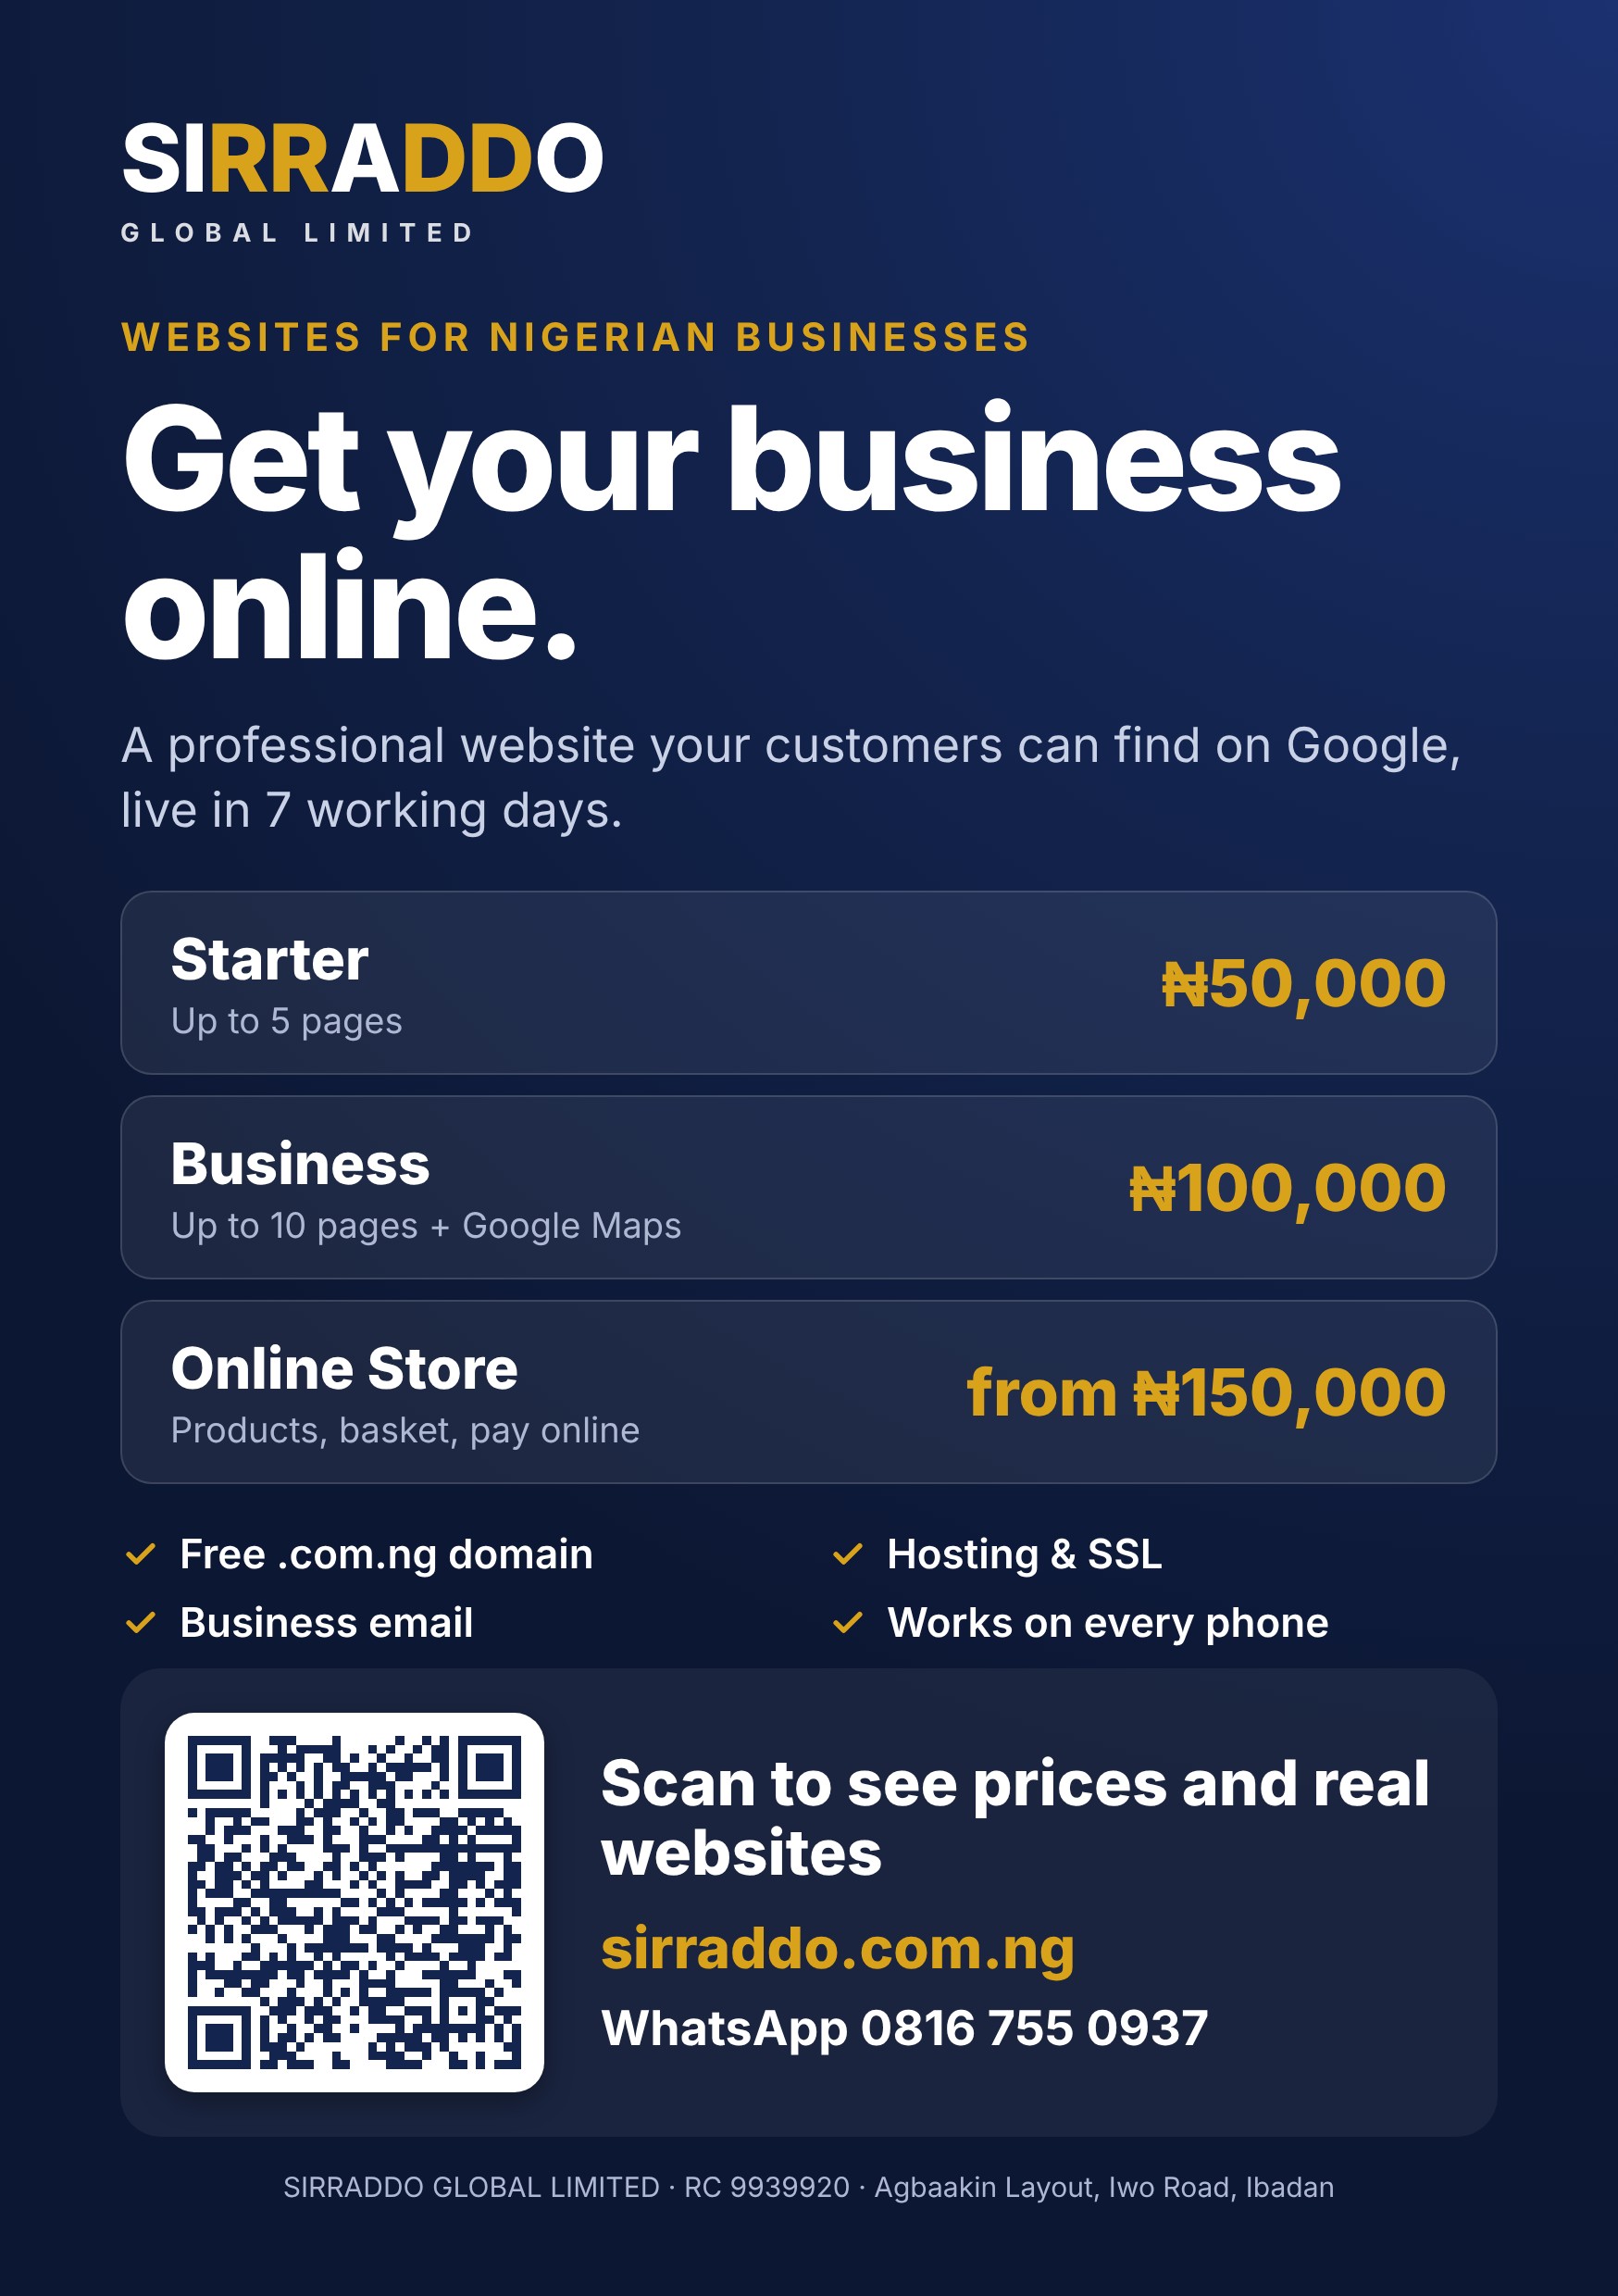 SIRRADDO
GLOBAL LIMITED
WEBSITES FOR NIGERIAN BUSINESSES
Get your business
online.
A professional website your customers can find on Google,
live in 7 working days.
Starter
Up to 5 pages
₦50,000
Business
Up to 10 pages + Google Maps
₦100,000
Online Store
Products, basket, pay online
from ₦150,000
Free .com.ng domain
Hosting & SSL
Business email
Works on every phone
Scan to see prices and real
websites
sirraddo.com.ng
WhatsApp 0816 755 0937
SIRRADDO GLOBAL LIMITED · RC 9939920 · Agbaakin Layout, Iwo Road, Ibadan